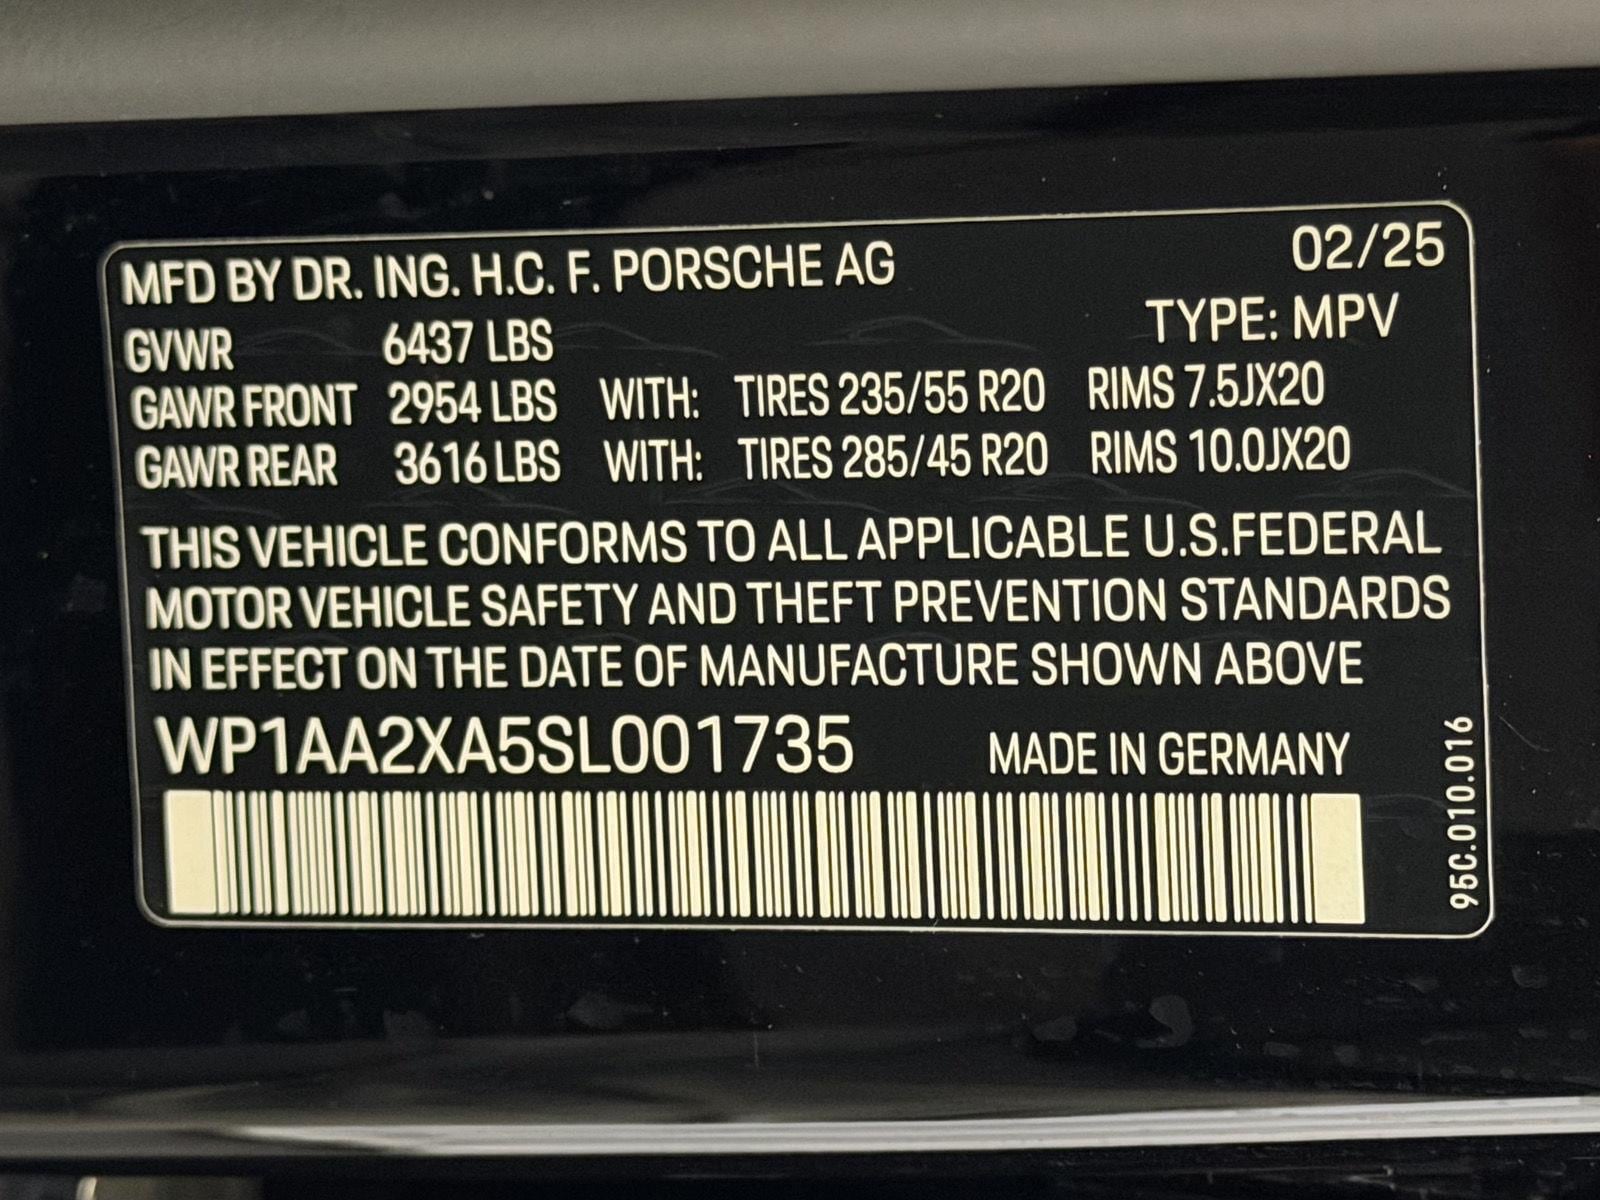 MFD BY DR. ING. H.C. F. PORSCHE AG 02/25
GVWR 6437 LBS TYPE: MPV
GAWR FRONT 2954 LBS WITH: TIRES 235/55 R20 RIMS 7.5JX20
GAWR REAR 3616 LBS WITH: TIRES 285/45 R20 RIMS 10.0JX20
THIS VEHICLE CONFORMS TO ALL APPLICABLE U.S.FEDERAL
MOTOR VEHICLE SAFETY AND THEFT PREVENTION STANDARDS
IN EFFECT ON THE DATE OF MANUFACTURE SHOWN ABOVE
WP1AA2XA5SL001735 MADE IN GERMANY
95C.010.016